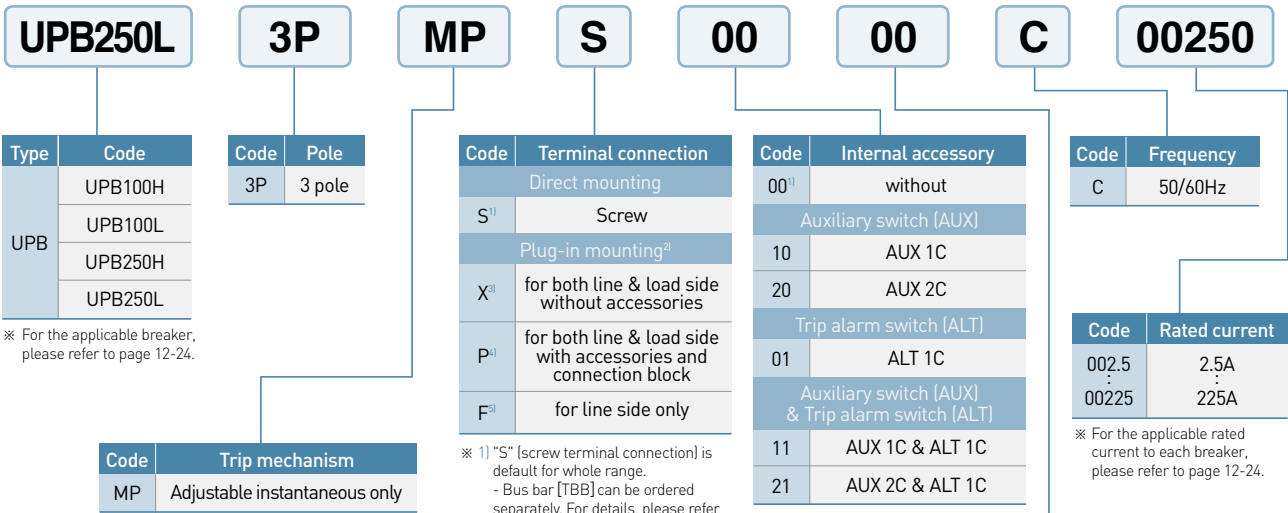 UPB250L 3P MP S 00 00 C 00250
Type Code
UPB
UPB100H
UPB100L
UPB250H
UPB250L
※ For the applicable breaker,
please refer to page 12-24.
Code Pole
3P 3 pole
Code Trip mechanism
MP Adjustable instantaneous only
Code Terminal connection
Direct mounting
S1) Screw
Plug-in mounting2)
X3) for both line & load side
without accessories
P4) for both line & load side
with accessories and
connection block
F5) for line side only
※ 1) "S" (screw terminal connection) is
default for whole range.
- Bus bar [TBB] can be ordered
separately. For details, please refer
Code Internal accessory
001) without
Auxiliary switch (AUX)
10 AUX 1C
20 AUX 2C
Trip alarm switch (ALT)
01 ALT 1C
Auxiliary switch (AUX)
& Trip alarm switch (ALT)
11 AUX 1C & ALT 1C
21 AUX 2C & ALT 1C
Code Frequency
C 50/60Hz
Code Rated current
002.5 2.5A
⋮ ⋮
00225 225A
※ For the applicable rated
current to each breaker,
please refer to page 12-24.